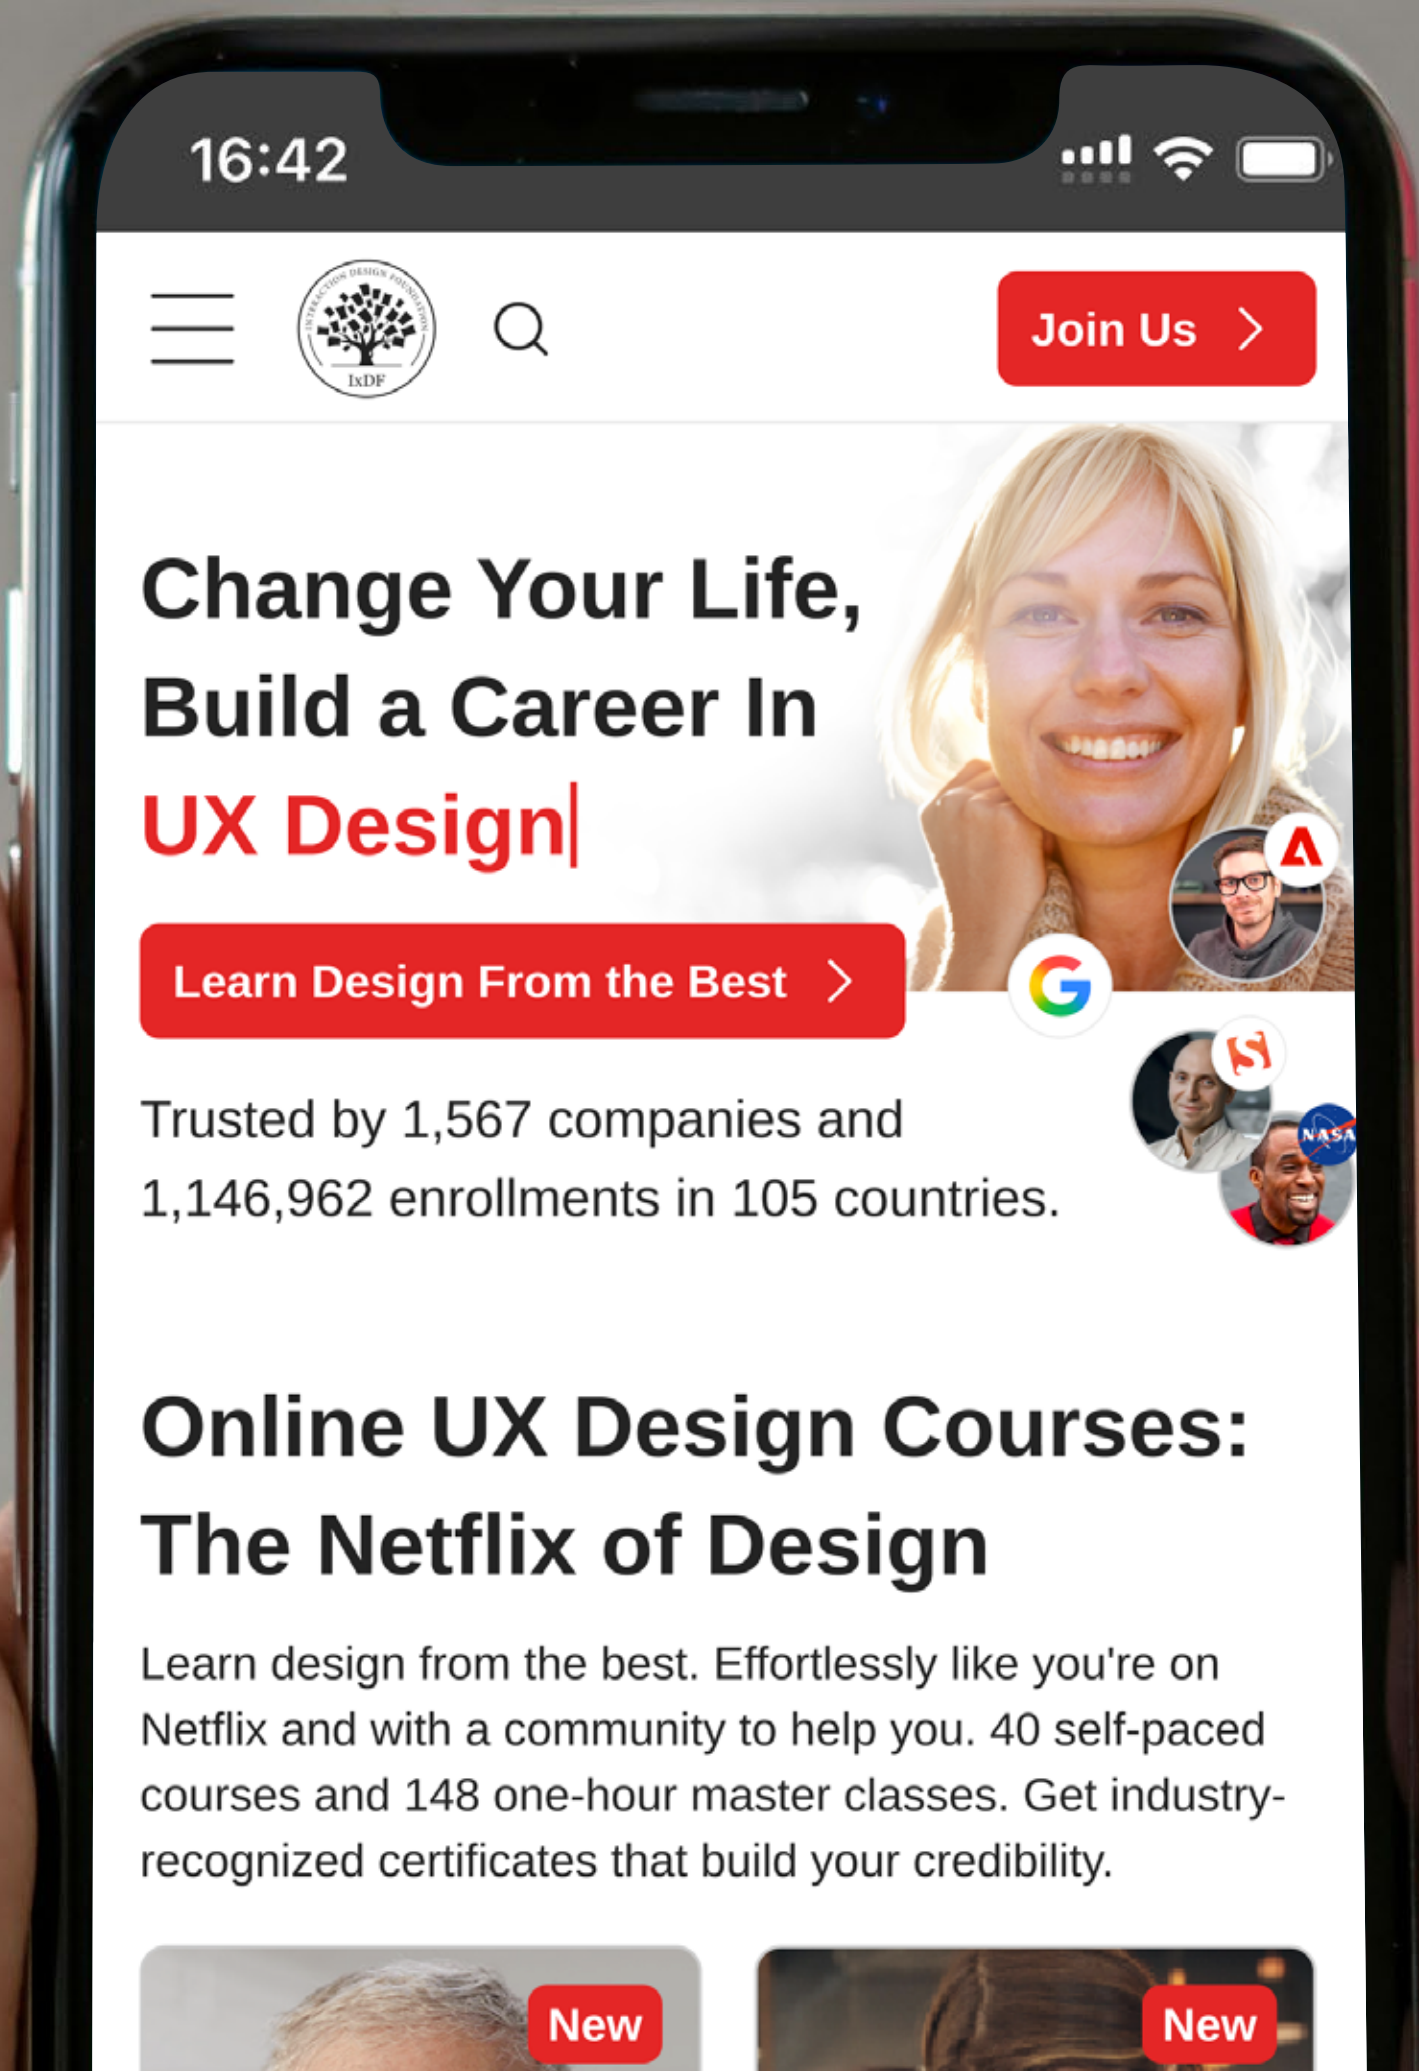 16:42
INTERACTION DESIGN FOUNDATION
IxDF
Join Us
Change Your Life,
Build a Career In
UX Design
Learn Design From the Best
Trusted by 1,567 companies and
1,146,962 enrollments in 105 countries.
NASA
Online UX Design Courses:
The Netflix of Design
Learn design from the best. Effortlessly like you're on
Netflix and with a community to help you. 40 self-paced
courses and 148 one-hour master classes. Get industry-
recognized certificates that build your credibility.
New
New